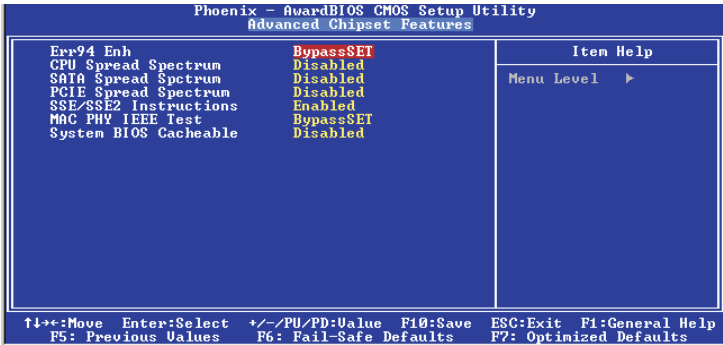 Phoenix - AwardBIOS CMOS Setup Utility
Advanced Chipset Features
Err94 Enh BypassSET
CPU Spread Spectrum Disabled
SATA Spread Spctrum Disabled
PCIE Spread Spectrum Disabled
SSE/SSE2 Instructions Enabled
MAC PHY IEEE Test BypassSET
System BIOS Cacheable Disabled
Item Help
Menu Level ▶
↑↓→←:Move Enter:Select +/-/PU/PD:Value F10:Save ESC:Exit F1:General Help
F5: Previous Values F6: Fail-Safe Defaults F7: Optimized Defaults